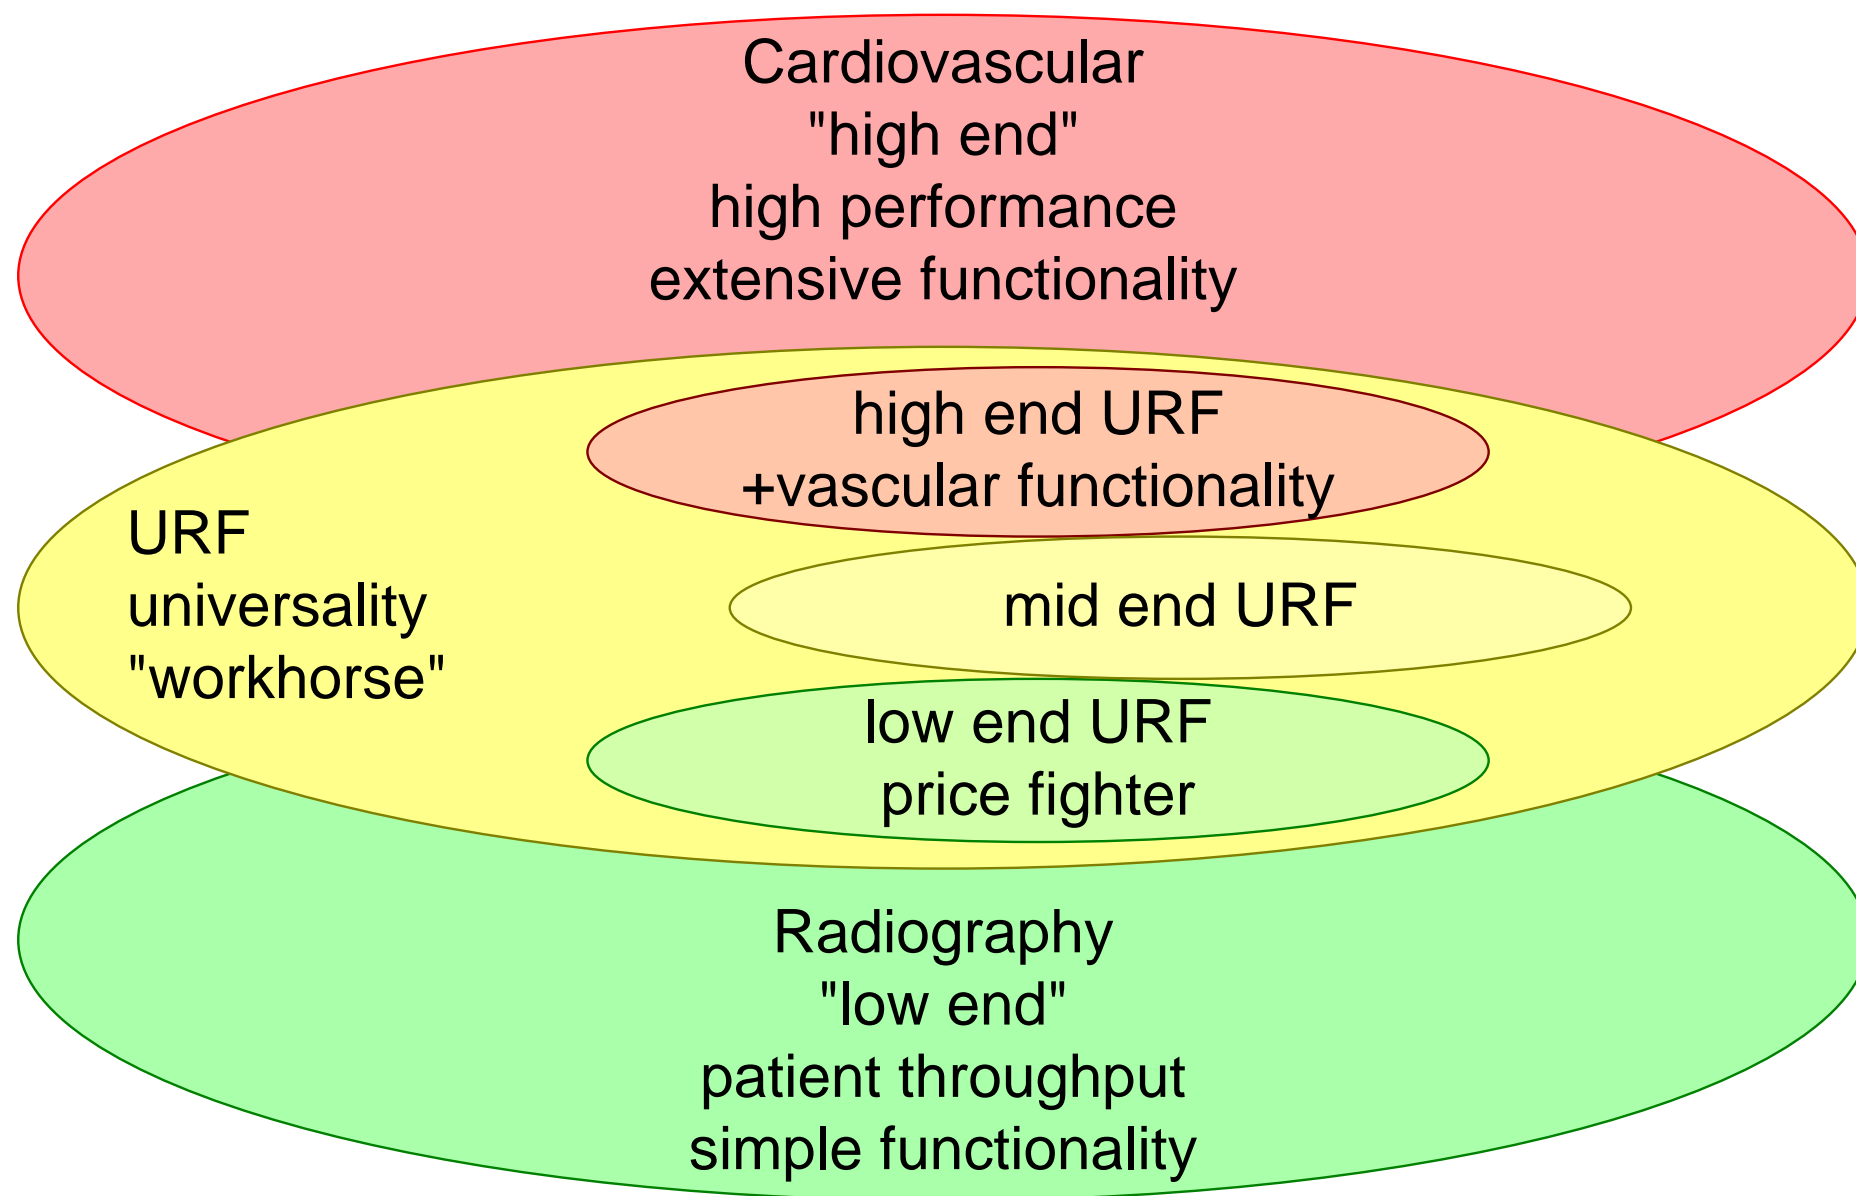 Cardiovascular
"high end"
high performance
extensive functionality
high end URF
+vascular functionality
URF
universality
"workhorse"
mid end URF
low end URF
price fighter
Radiography
"low end"
patient throughput
simple functionality